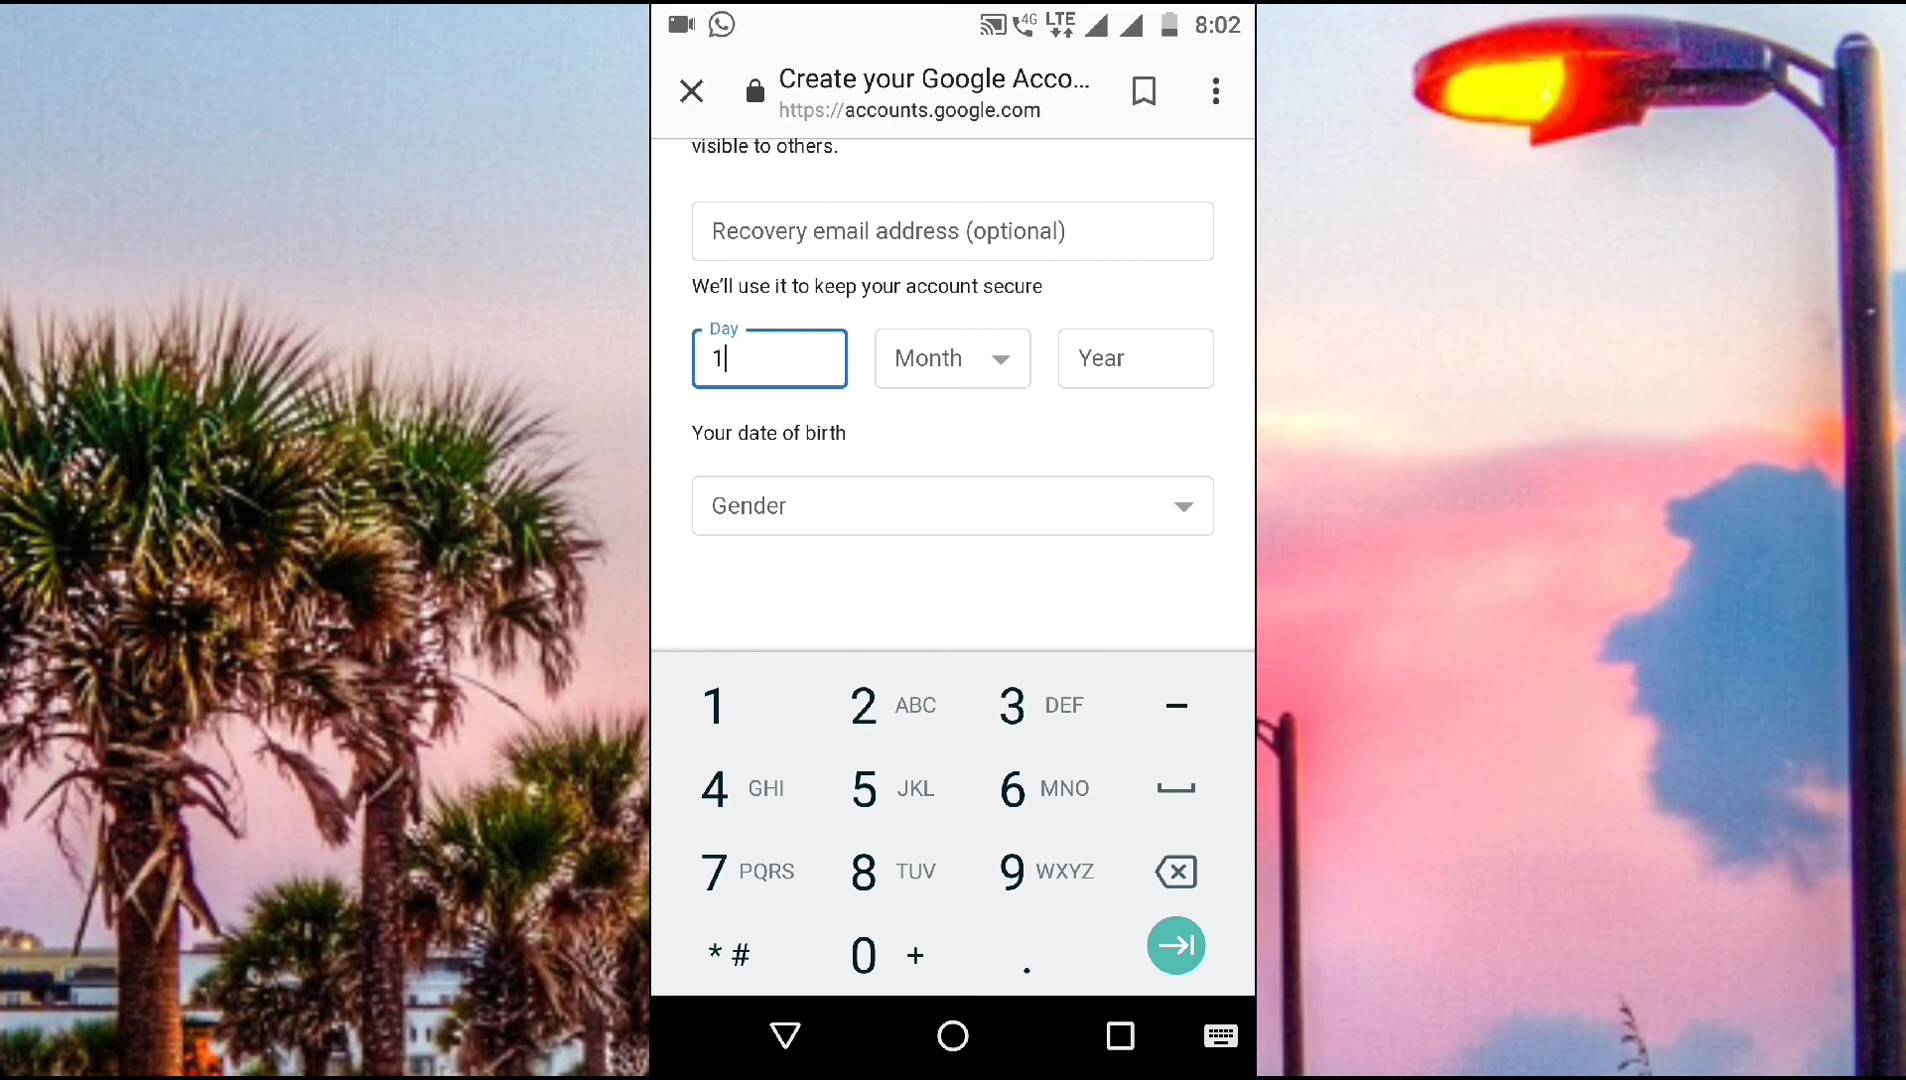 4G LTE 8:02
Create your Google Acco...
https://accounts.google.com
visible to others.
Recovery email address (optional)
We'll use it to keep your account secure
Day
1 Month Year
Your date of birth
Gender
1 2 ABC 3 DEF -
4 GHI 5 JKL 6 MNO
7 PQRS 8 TUV 9 WXYZ
* # 0 + .